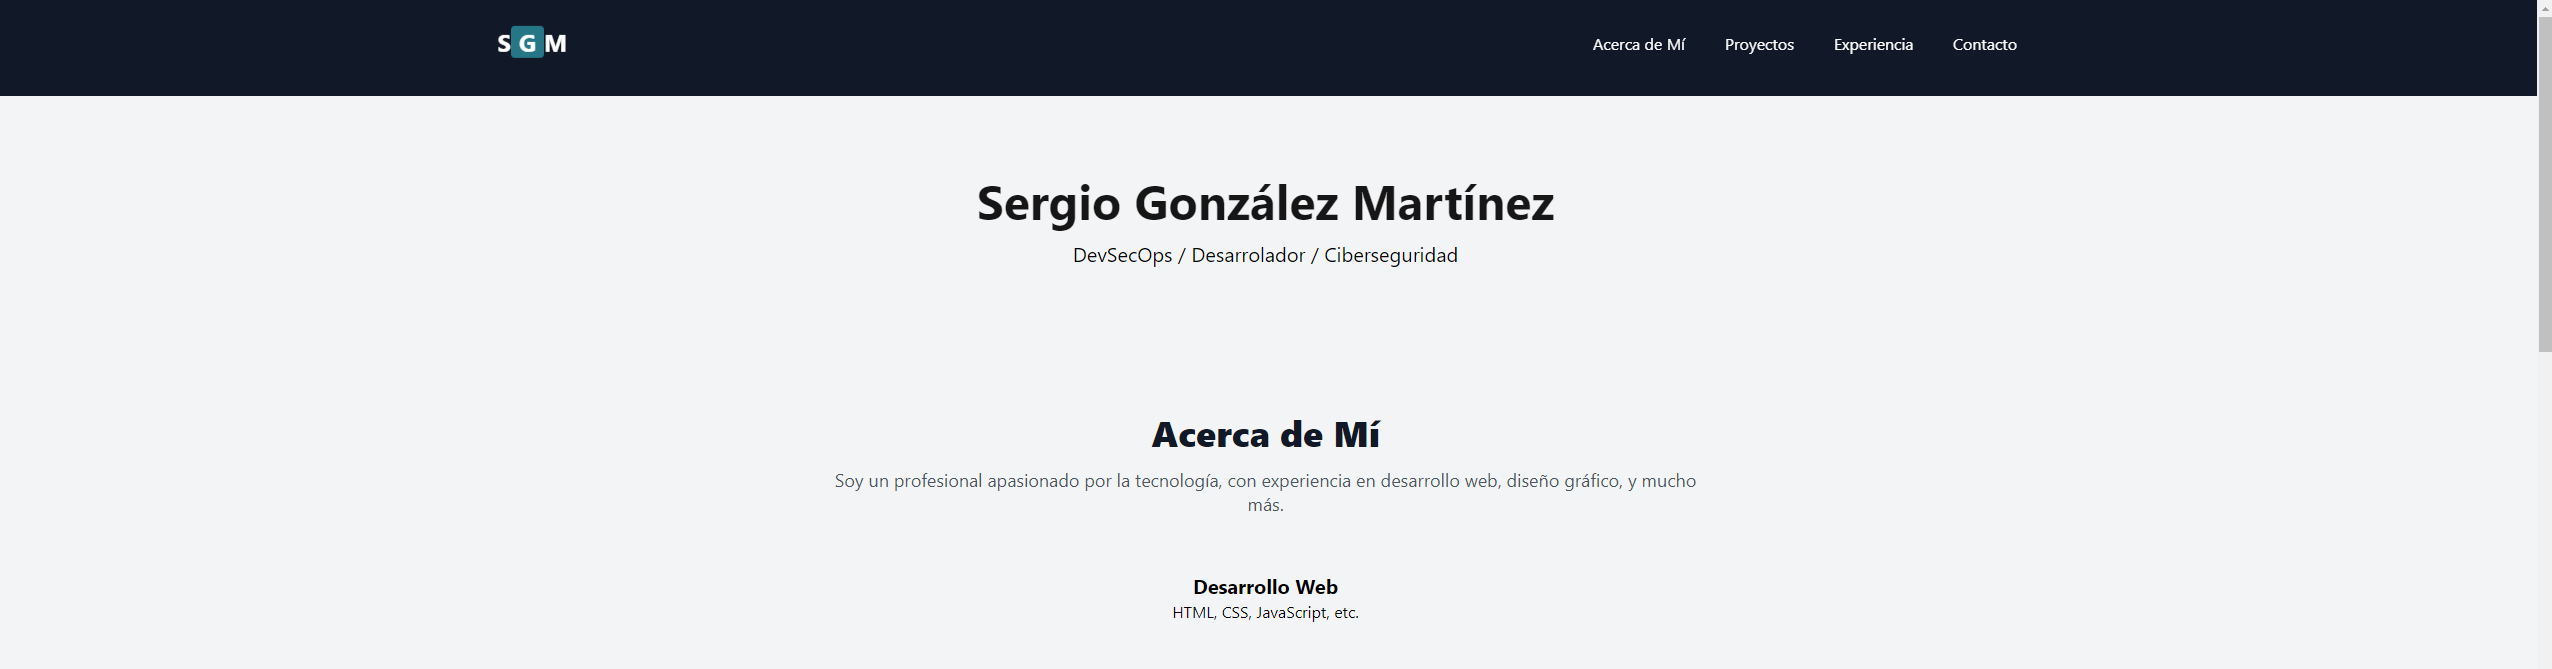 SGM
Acerca de Mí
Proyectos
Experiencia
Contacto
Sergio González Martínez
DevSecOps / Desarrolador / Ciberseguridad
Acerca de Mí
Soy un profesional apasionado por la tecnología, con experiencia en desarrollo web, diseño gráfico, y mucho
más.
Desarrollo Web
HTML, CSS, JavaScript, etc.